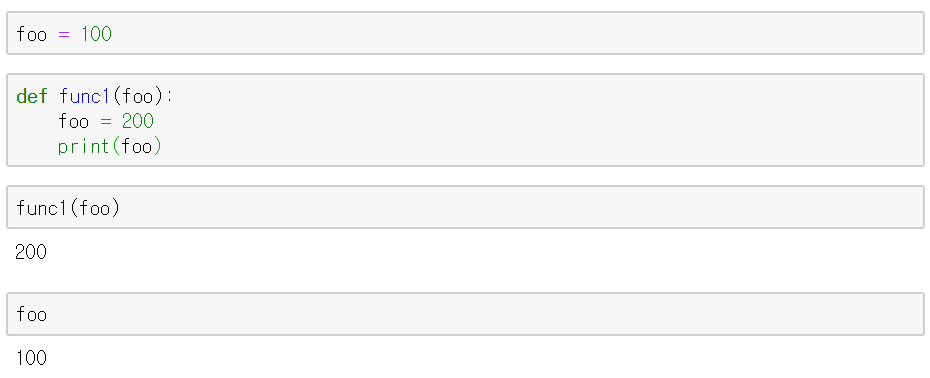 foo = 100
def func1(foo):
    foo = 200
    print(foo)
func1(foo)
200
foo
100